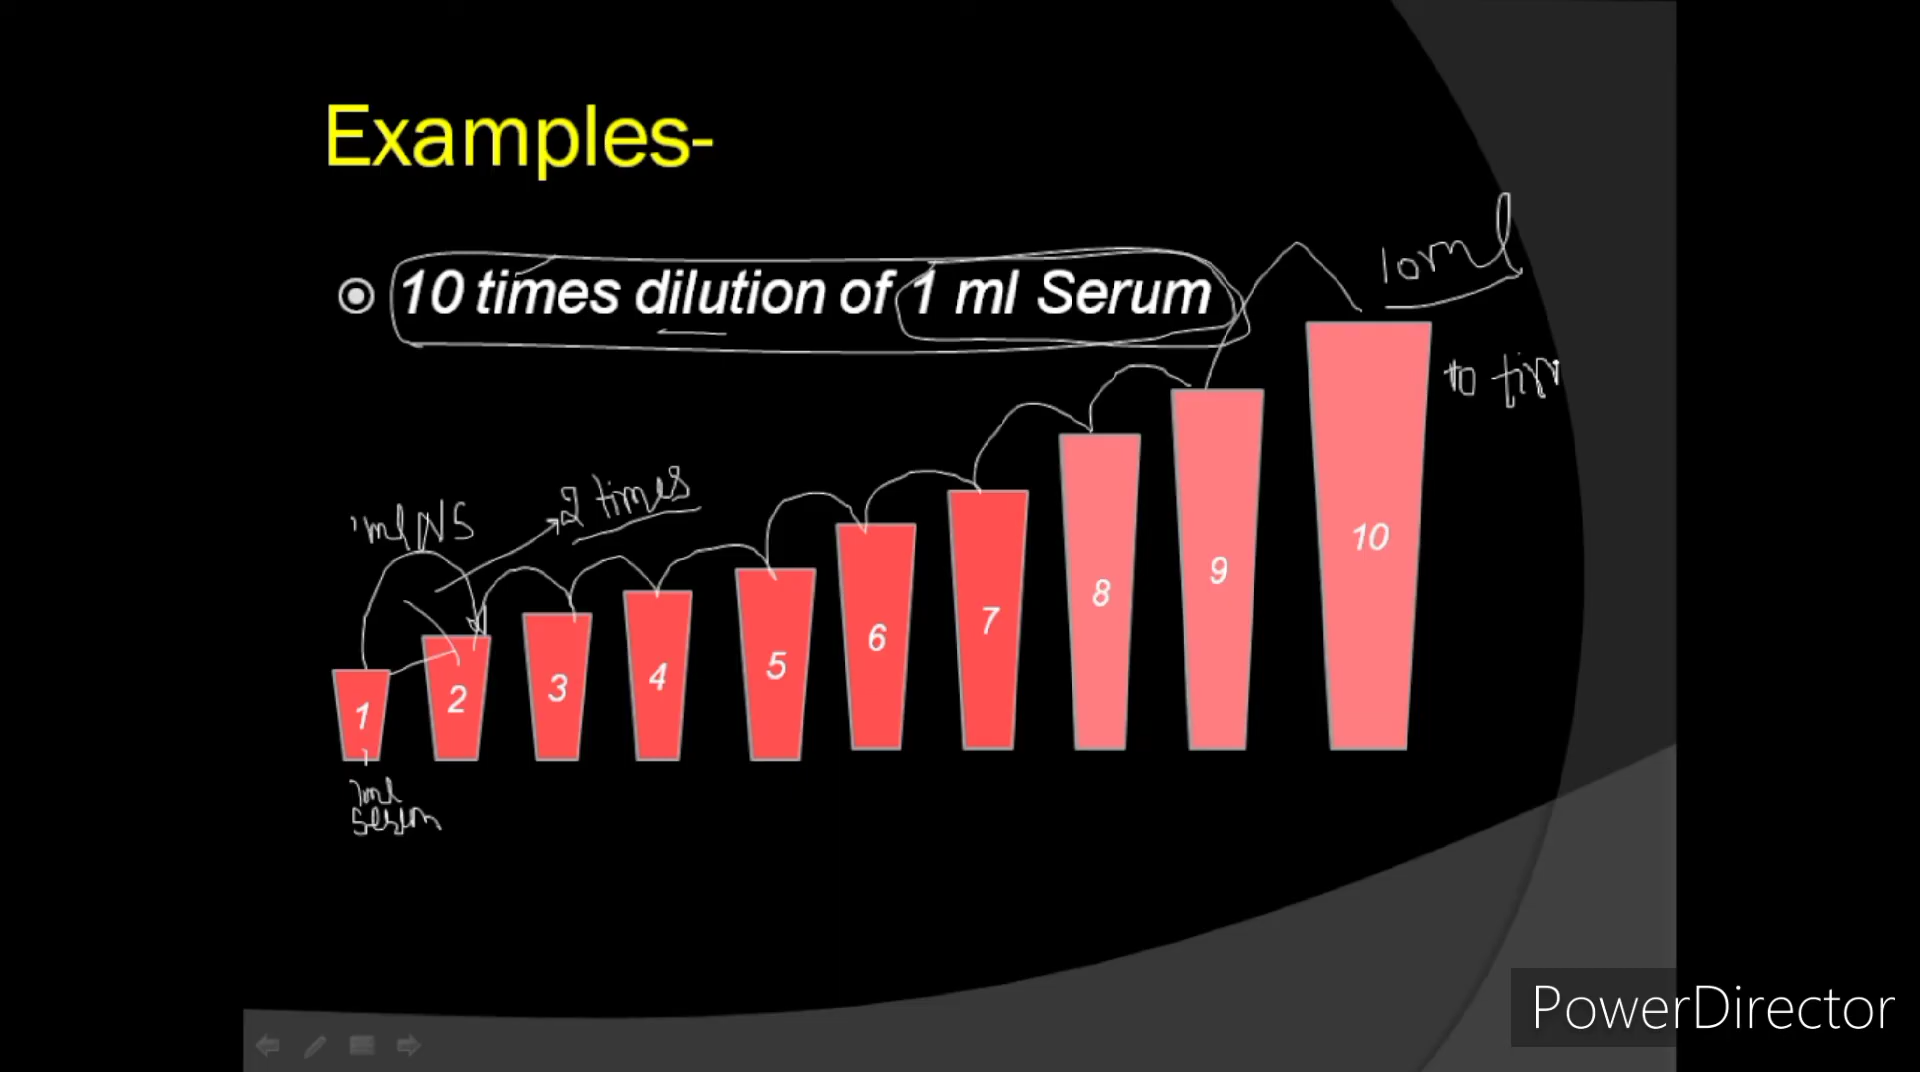 Examples-
10 times dilution of 1 ml Serum
10ml
10 tim
2 times
1ml NS
1 2 3 4 5 6 7 8 9 10
1ml
serum
PowerDirector